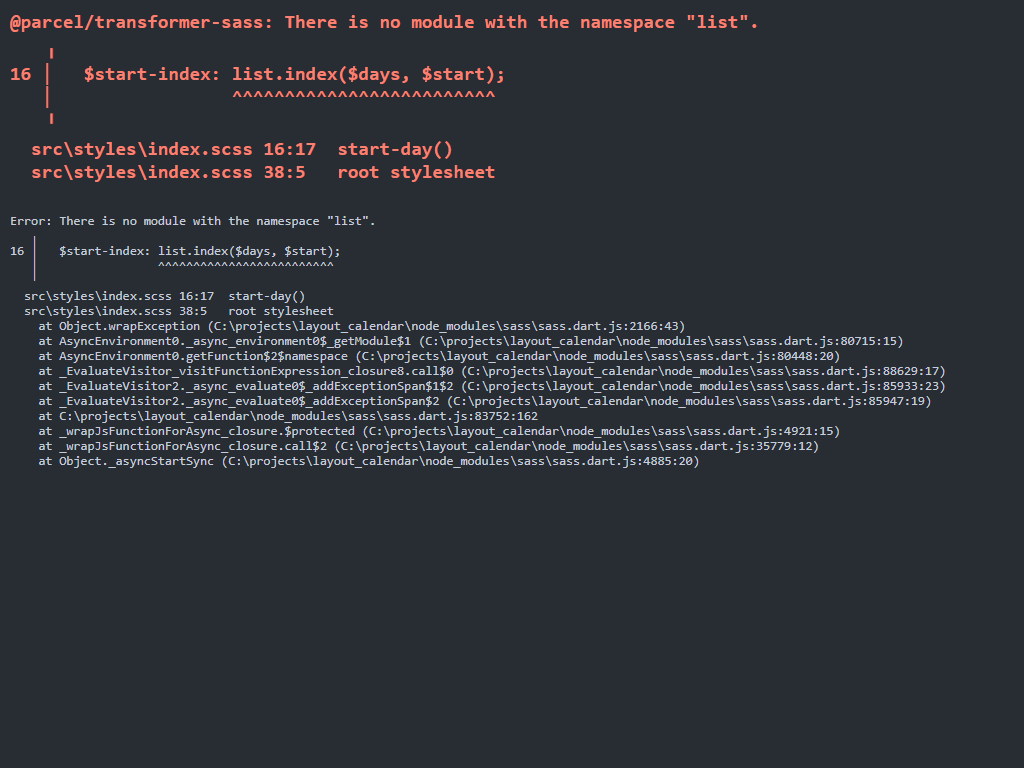 @parcel/transformer-sass: There is no module with the namespace "list".
╷
16 │   $start-index: list.index($days, $start);
│                 ^^^^^^^^^^^^^^^^^^^^^^^^^
╵
src\styles\index.scss 16:17  start-day()
src\styles\index.scss 38:5   root stylesheet
Error: There is no module with the namespace "list".
16 │   $start-index: list.index($days, $start);
│                 ^^^^^^^^^^^^^^^^^^^^^^^^^
src\styles\index.scss 16:17  start-day()
src\styles\index.scss 38:5   root stylesheet
at Object.wrapException (C:\projects\layout_calendar\node_modules\sass\sass.dart.js:2166:43)
at AsyncEnvironment0._async_environment0$_getModule$1 (C:\projects\layout_calendar\node_modules\sass\sass.dart.js:80715:15)
at AsyncEnvironment0.getFunction$2$namespace (C:\projects\layout_calendar\node_modules\sass\sass.dart.js:80448:20)
at _EvaluateVisitor_visitFunctionExpression_closure8.call$0 (C:\projects\layout_calendar\node_modules\sass\sass.dart.js:88629:17)
at _EvaluateVisitor2._async_evaluate0$_addExceptionSpan$1$2 (C:\projects\layout_calendar\node_modules\sass\sass.dart.js:85933:23)
at _EvaluateVisitor2._async_evaluate0$_addExceptionSpan$2 (C:\projects\layout_calendar\node_modules\sass\sass.dart.js:85947:19)
at C:\projects\layout_calendar\node_modules\sass\sass.dart.js:83752:162
at _wrapJsFunctionForAsync_closure.$protected (C:\projects\layout_calendar\node_modules\sass\sass.dart.js:4921:15)
at _wrapJsFunctionForAsync_closure.call$2 (C:\projects\layout_calendar\node_modules\sass\sass.dart.js:35779:12)
at Object._asyncStartSync (C:\projects\layout_calendar\node_modules\sass\sass.dart.js:4885:20)